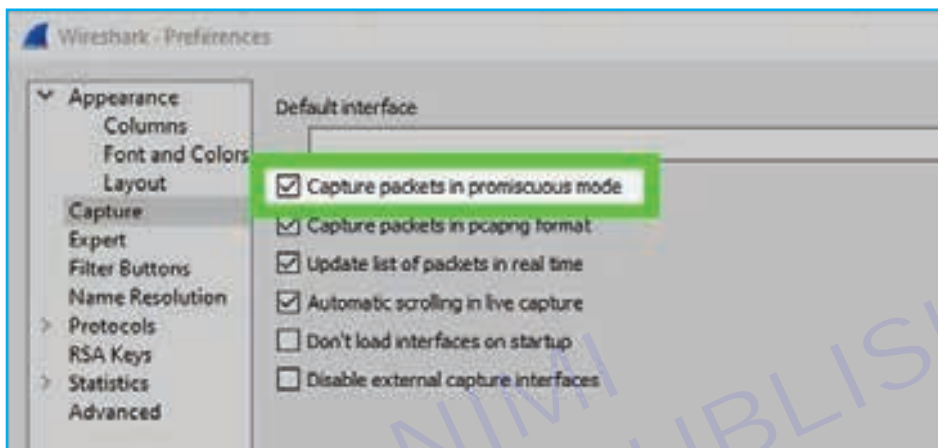 Wireshark - Preferences
Appearance
Columns
Font and Colors
Layout
Capture
Expert
Filter Buttons
Name Resolution
Protocols
RSA Keys
Statistics
Advanced
Default interface
Capture packets in promiscuous mode
Capture packets in pcapng format
Update list of packets in real time
Automatic scrolling in live capture
Don't load interfaces on startup
Disable external capture interfaces
NIMI
PUBLIS